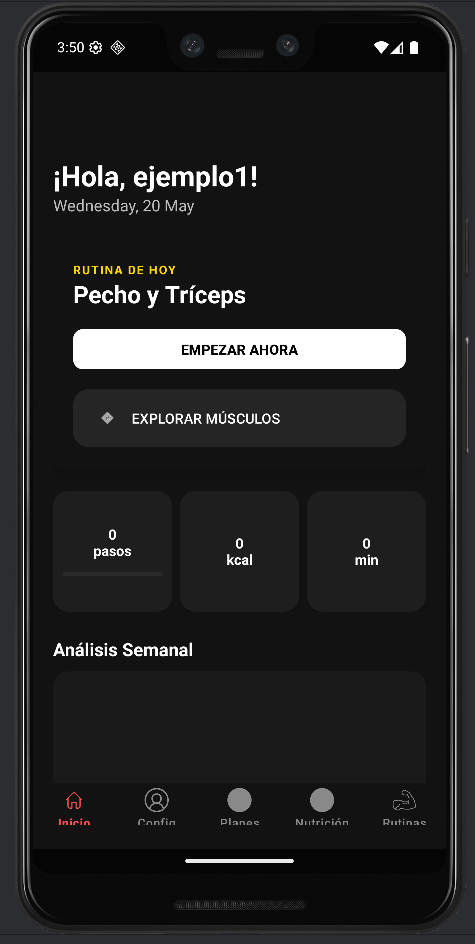 3:50
¡Hola, ejemplo1!
Wednesday, 20 May
RUTINA DE HOY
Pecho y Tríceps
EMPEZAR AHORA
EXPLORAR MÚSCULOS
0
pasos
0
kcal
0
min
Análisis Semanal
Inicio
Config
Planes
Nutrición
Rutinas